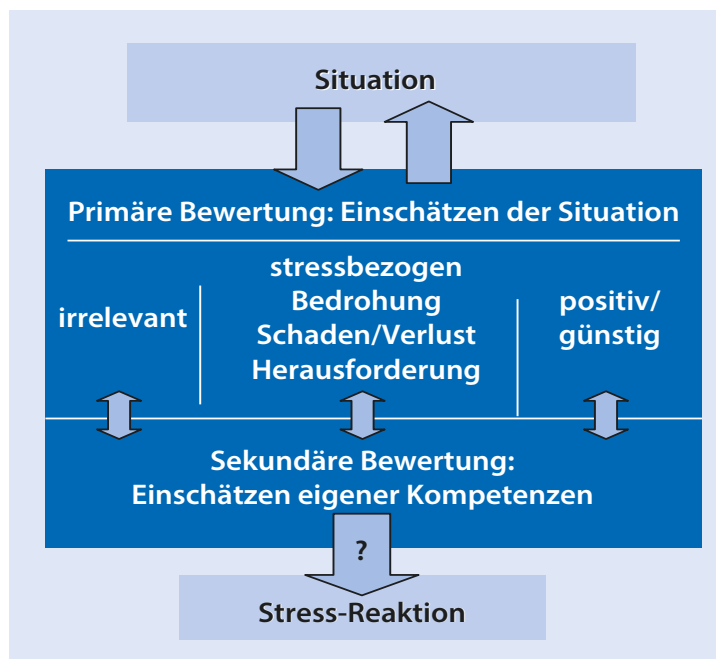 Situation
Primäre Bewertung: Einschätzen der Situation
irrelevant
stressbezogen
Bedrohung
Schaden/Verlust
Herausforderung
positiv/
günstig
Sekundäre Bewertung:
Einschätzen eigener Kompetenzen
?
Stress-Reaktion